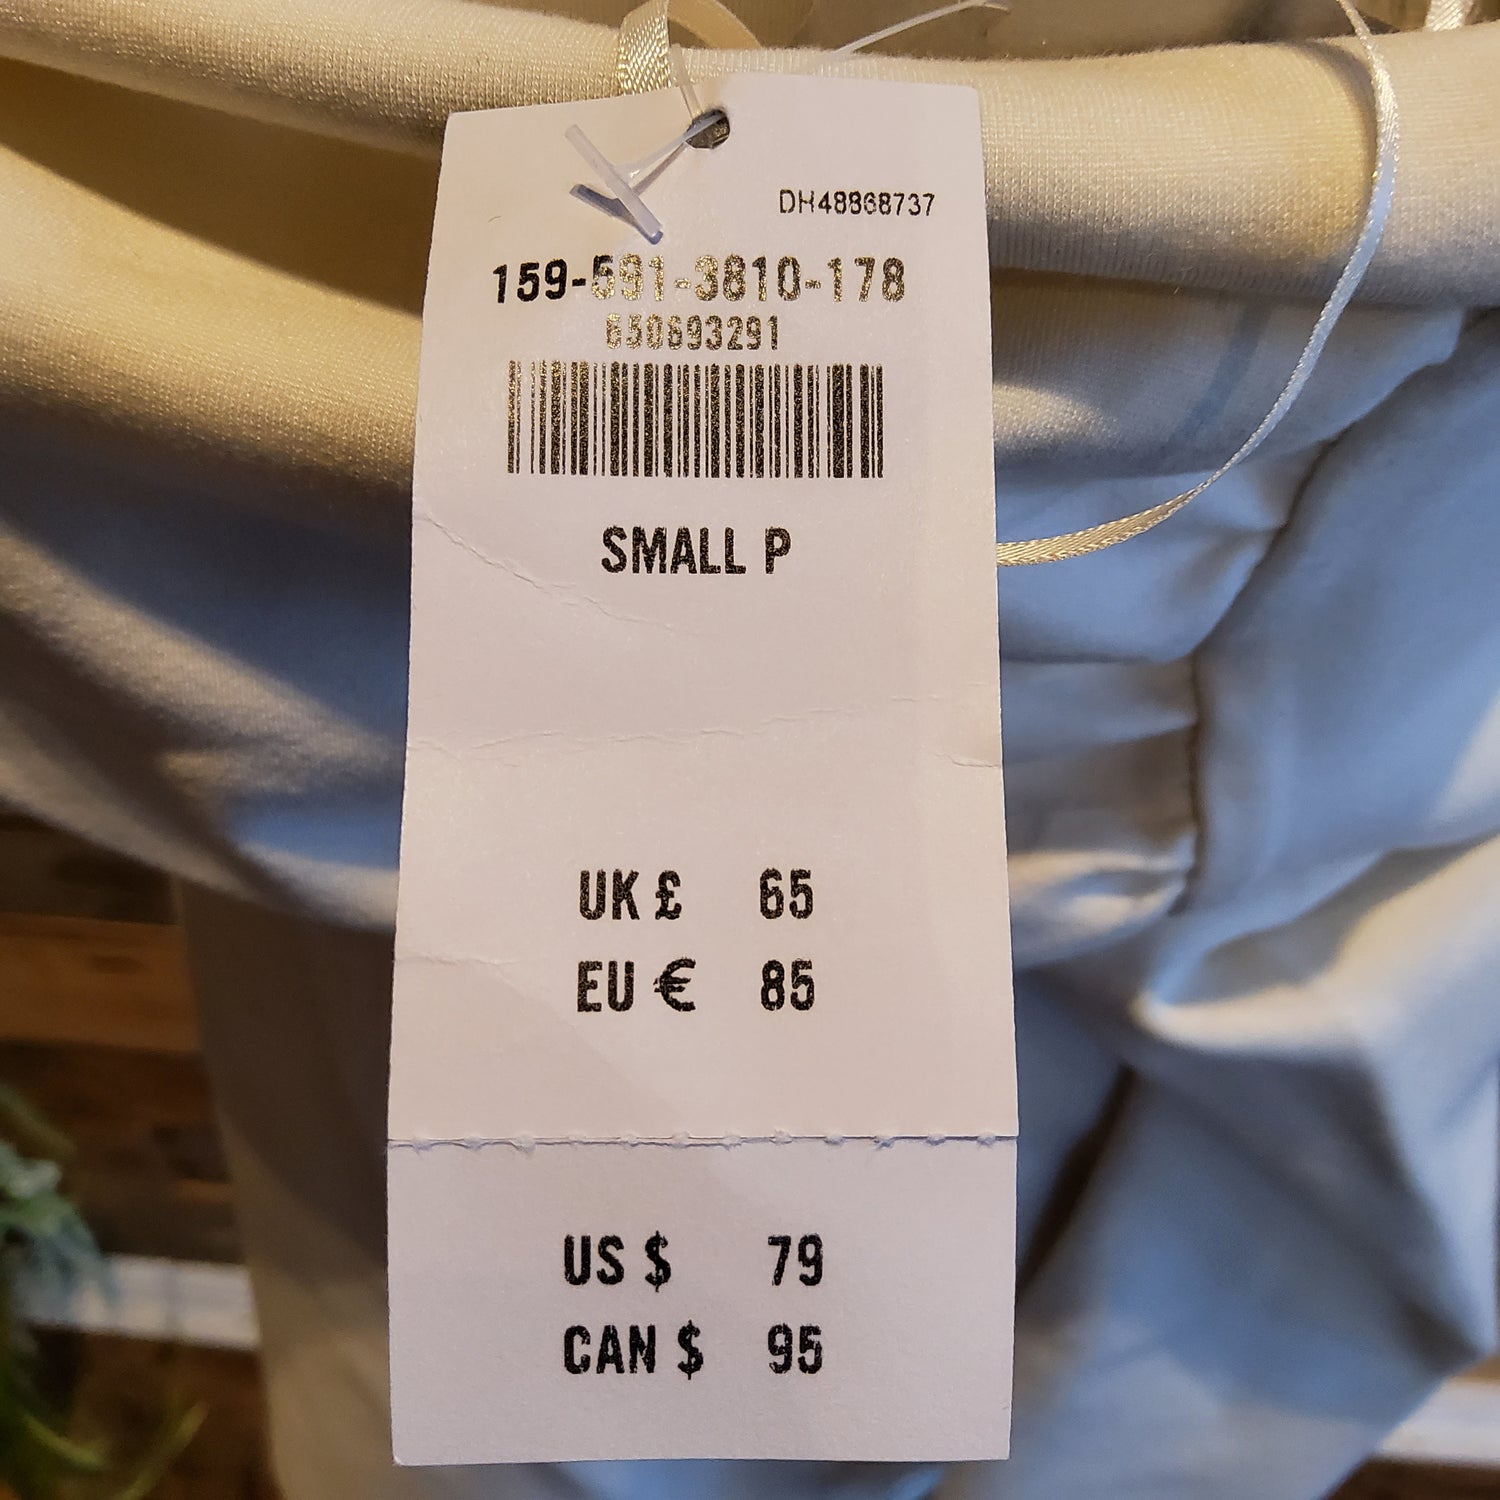 DH48868737
159-591-3810-178
650693291
SMALL P
UK £ 65
EU € 85
US $ 79
CAN $ 95